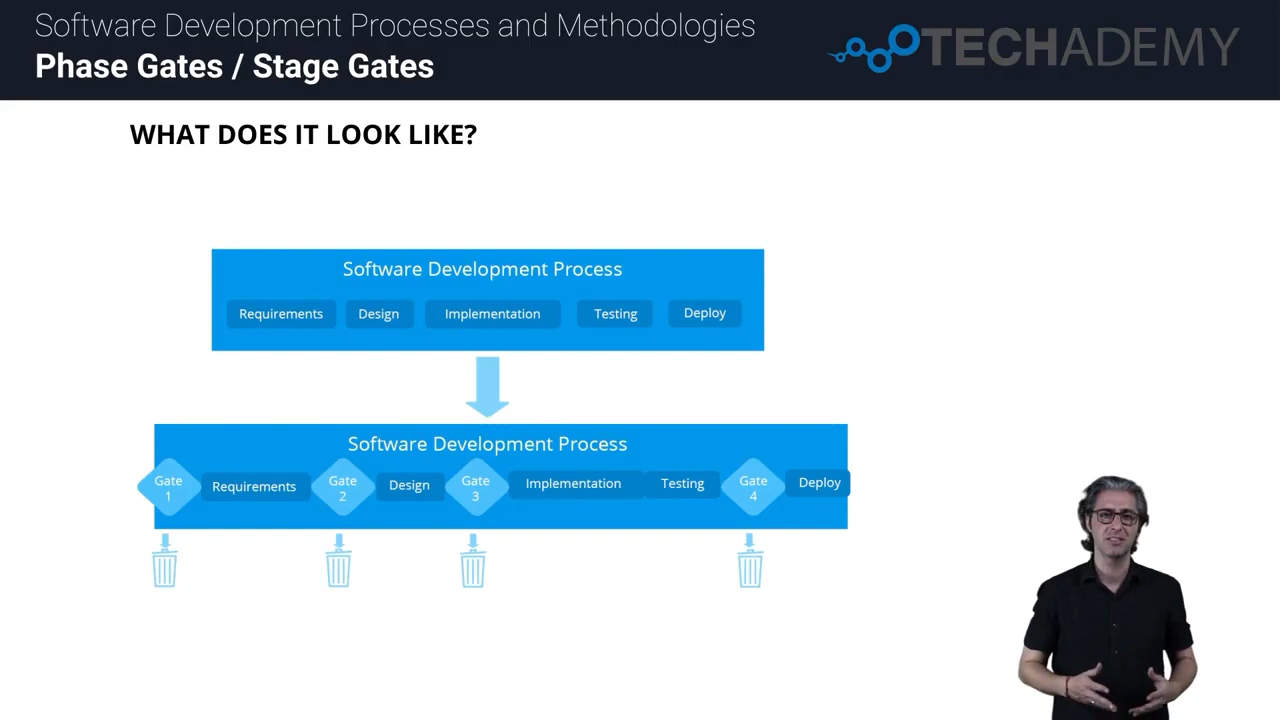 Software Development Processes and Methodologies
Phase Gates / Stage Gates
TECHADEMY
WHAT DOES IT LOOK LIKE?
Software Development Process
Requirements
Design
Implementation
Testing
Deploy
Software Development Process
Gate
1
Requirements
Gate
2
Design
Gate
3
Implementation
Testing
Gate
4
Deploy